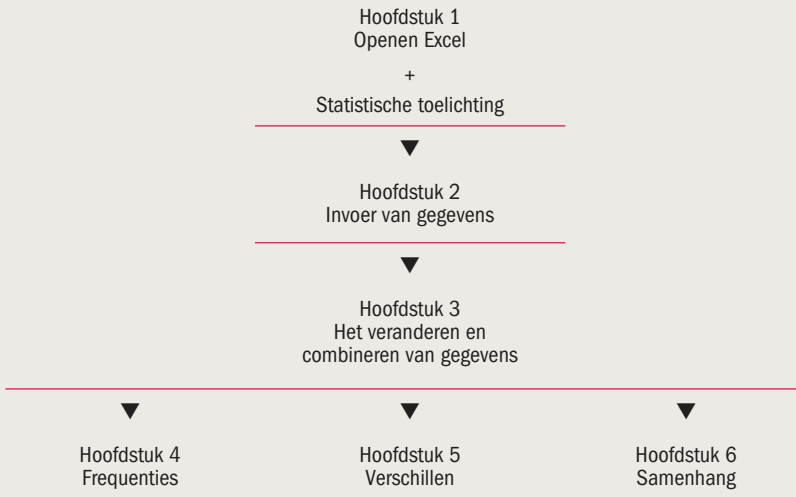 Hoofdstuk 1
Openen Excel
+
Statistische toelichting
Hoofdstuk 2
Invoer van gegevens
Hoofdstuk 3
Het veranderen en
combineren van gegevens
Hoofdstuk 4
Frequenties
Hoofdstuk 5
Verschillen
Hoofdstuk 6
Samenhang